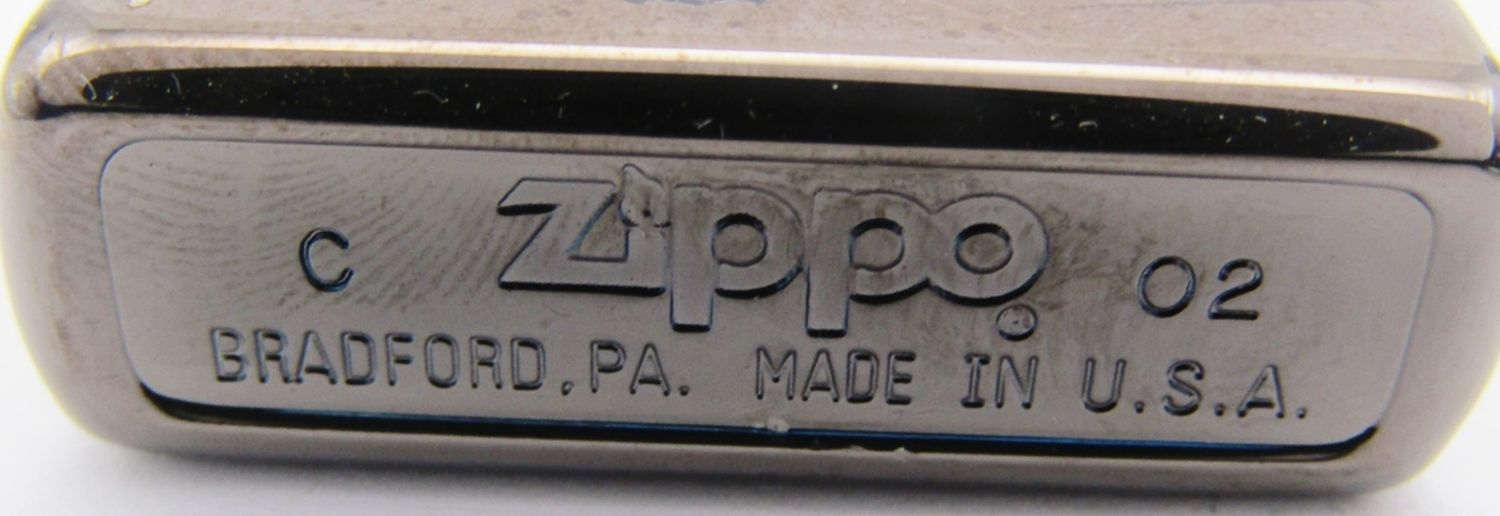 C Zippo ® 02
BRADFORD, PA. MADE IN U.S.A.